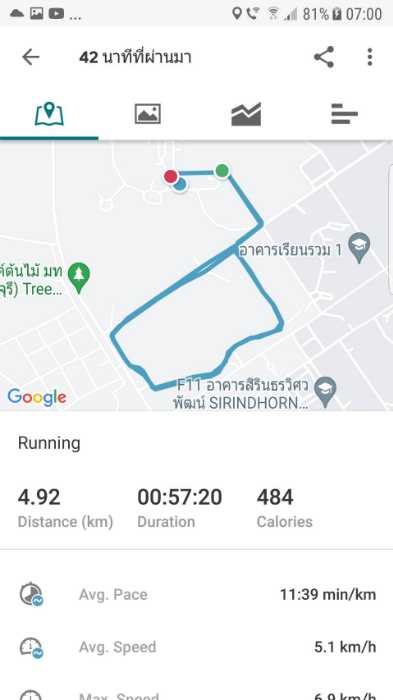 81% 07:00
42 นาทีที่ผ่านมา
อาคารเรียนรวม 1
ค์ต้นไม้ มท
ุรี) Tree...
F11 อาคารสิรินธรวิศว
พัฒน์ SIRINDHORN...
Google
Running
4.92 00:57:20 484
Distance (km) Duration Calories
Avg. Pace 11:39 min/km
Avg. Speed 5.1 km/h
Max. Speed 6.9 km/h